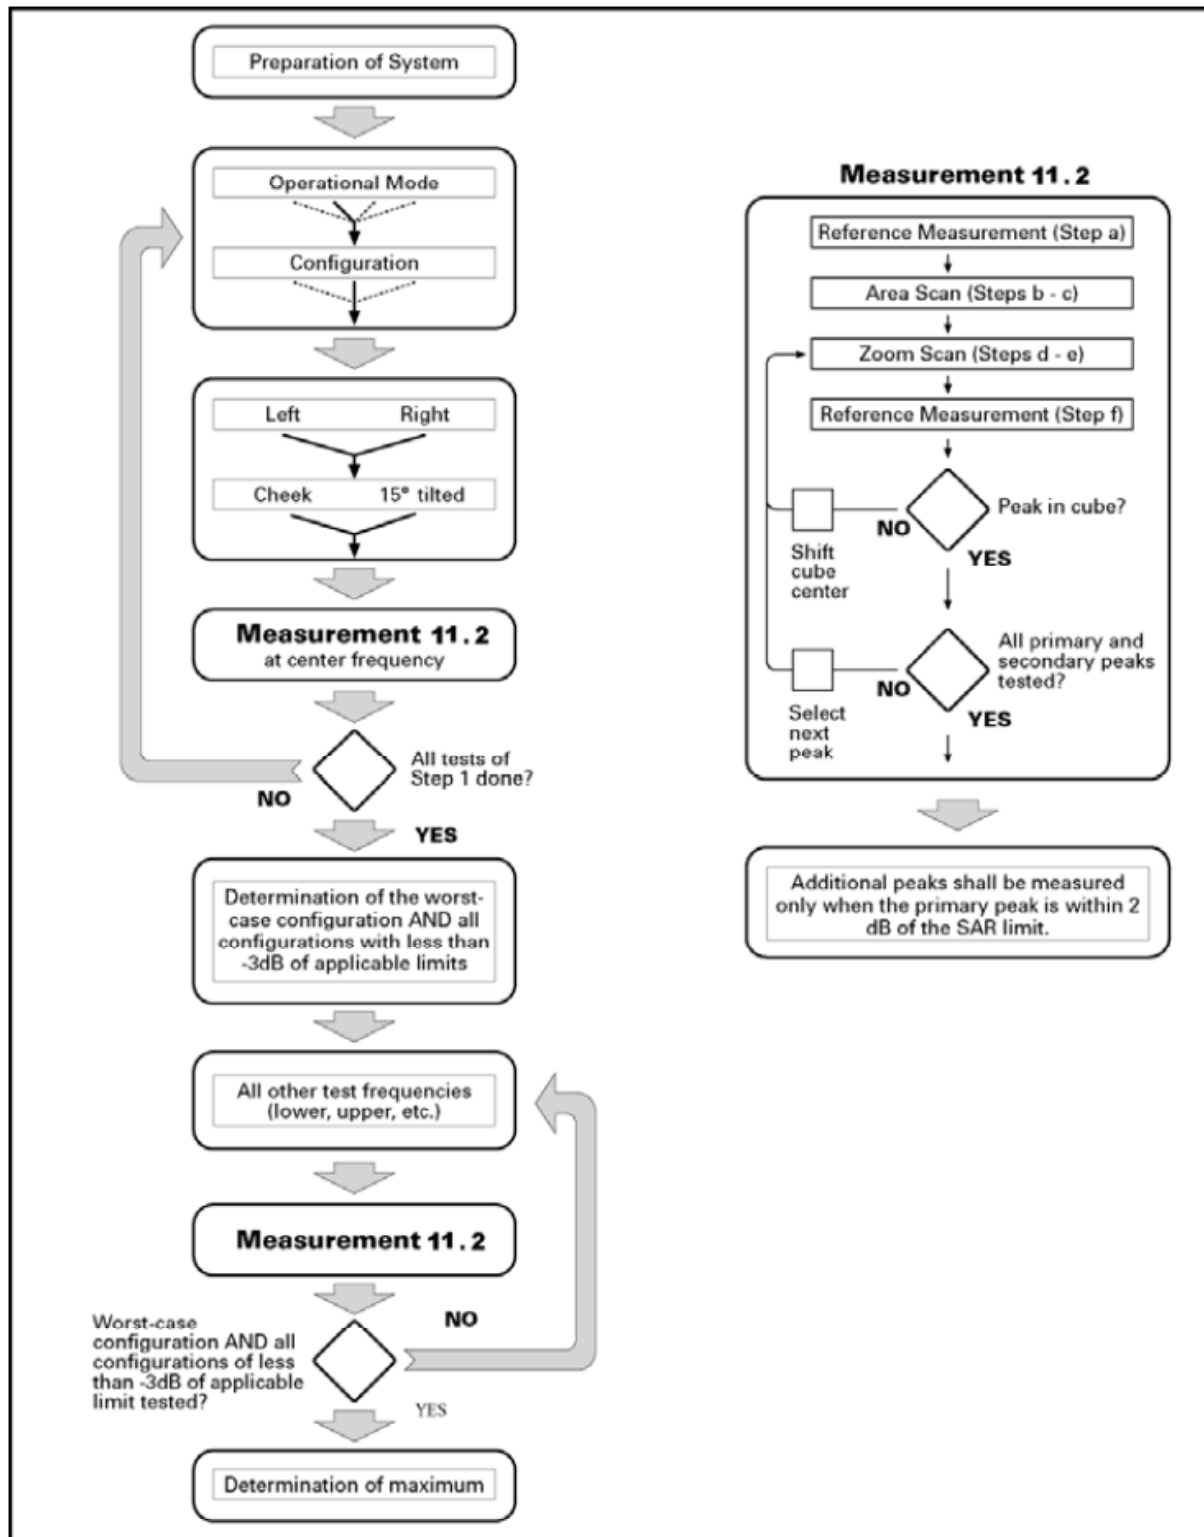 Preparation of System
Operational Mode
Configuration
Left Right
Cheek 15° tilted
Measurement 11.2
at center frequency
All tests of
Step 1 done?
NO
YES
Determination of the worst-
case configuration AND all
configurations with less than
-3dB of applicable limits
All other test frequencies
(lower, upper, etc.)
Measurement 11.2
NO
Worst-case
configuration AND all
configurations of less
than -3dB of applicable
limit tested?
YES
Determination of maximum
Measurement 11.2
Reference Measurement (Step a)
Area Scan (Steps b - c)
Zoom Scan (Steps d - e)
Reference Measurement (Step f)
Peak in cube?
NO
YES
Shift
cube
center
All primary and
secondary peaks
tested?
NO
YES
Select
next
peak
Additional peaks shall be measured
only when the primary peak is within 2
dB of the SAR limit.